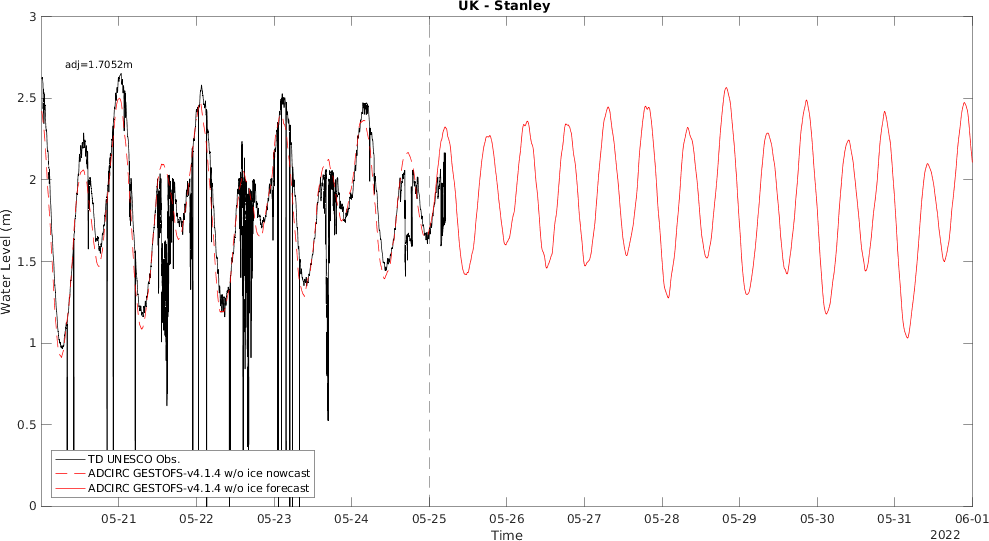 UK - Stanley
adj=1.7052m
Water Level (m)
3
2.5
2
1.5
1
0.5
0
TD UNESCO Obs.
ADCIRC GESTOFS-v4.1.4 w/o ice nowcast
ADCIRC GESTOFS-v4.1.4 w/o ice forecast
05-21 05-22 05-23 05-24 05-25 05-26 05-27 05-28 05-29 05-30 05-31 06-01
Time
2022